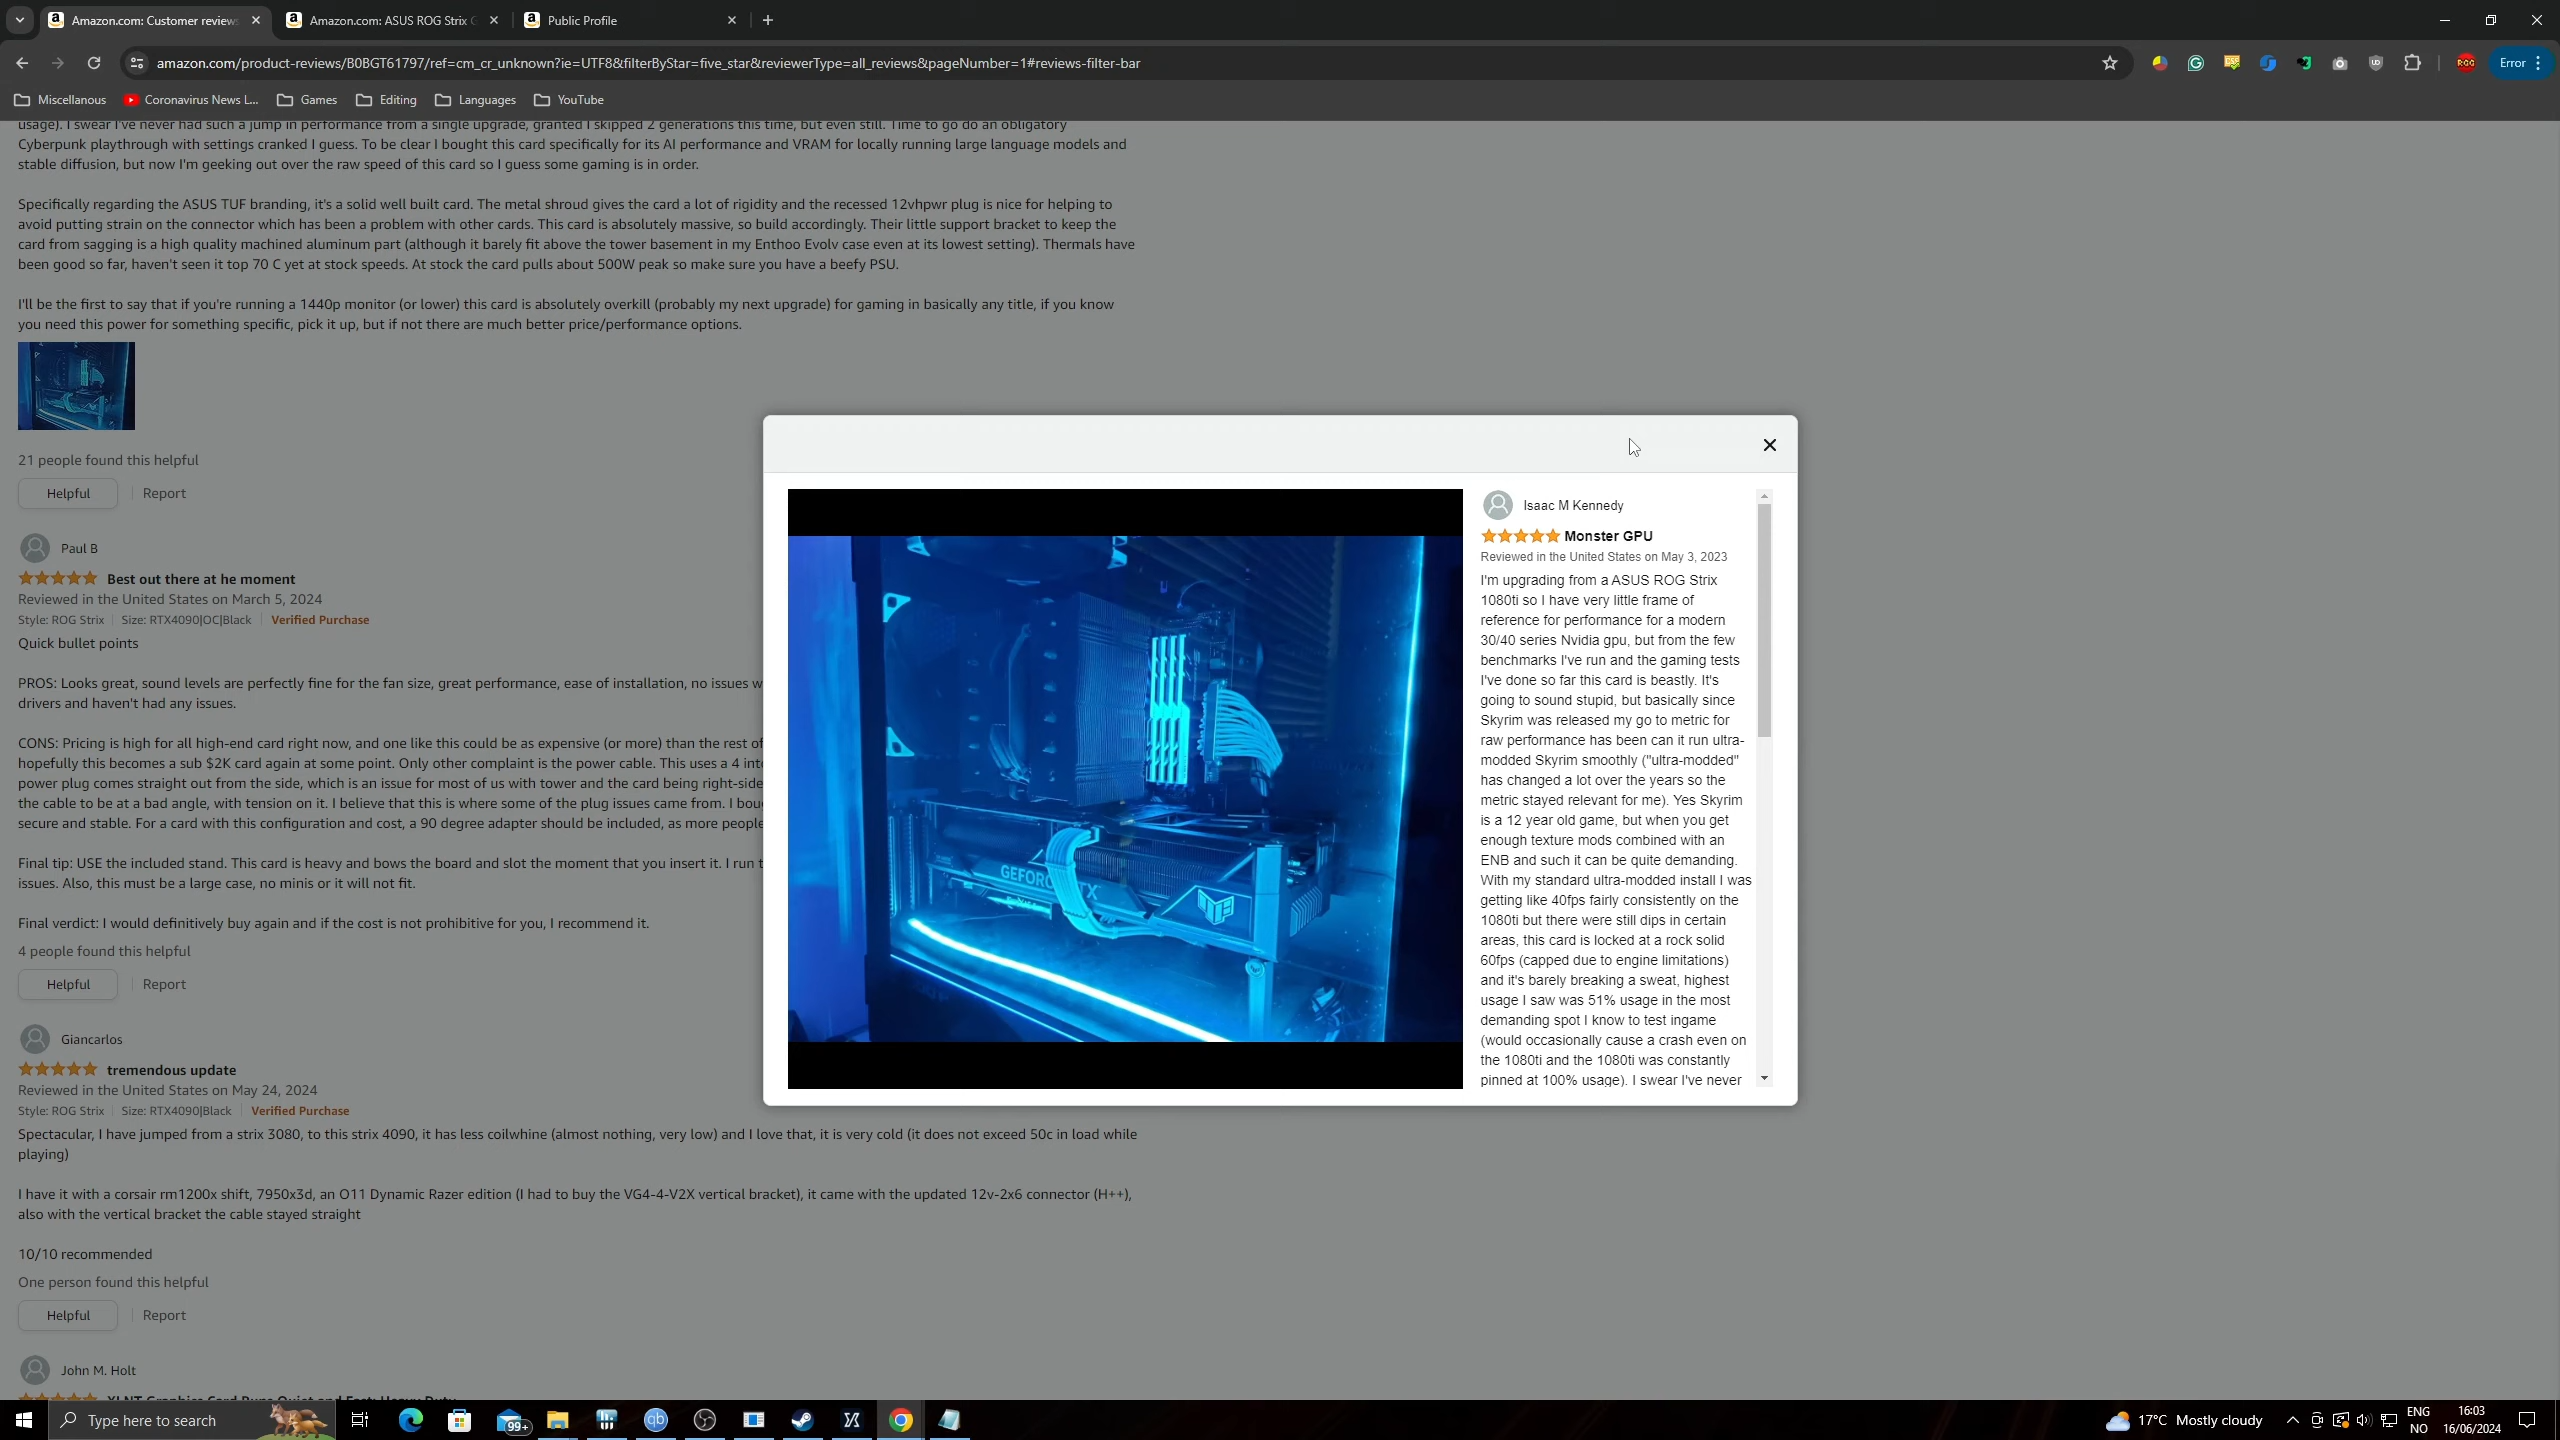 Amazon.com: Customer reviews
Amazon.com: ASUS ROG Strix G
Public Profile
amazon.com/product-reviews/B0BGT61797/ref=cm_cr_unknown?ie=UTF8&filterByStar=five_star&reviewerType=all_reviews&pageNumber=1#reviews-filter-bar
Error
Miscellanous
Coronavirus News L...
Games
Editing
Languages
YouTube
usage). I swear I've never had such a jump in performance from a single upgrade, granted I skipped 2 generations this time, but even still. Time to go do an obligatory
Cyberpunk playthrough with settings cranked I guess. To be clear I bought this card specifically for its AI performance and VRAM for locally running large language models and
stable diffusion, but now I'm geeking out over the raw speed of this card so I guess some gaming is in order.
Specifically regarding the ASUS TUF branding, it's a solid well built card. The metal shroud gives the card a lot of rigidity and the recessed 12vhpwr plug is nice for helping to
avoid putting strain on the connector which has been a problem with other cards. This card is absolutely massive, so build accordingly. Their little support bracket to keep the
card from sagging is a high quality machined aluminum part (although it barely fit above the tower basement in my Enthoo Evolv case even at its lowest setting). Thermals have
been good so far, haven't seen it top 70 C yet at stock speeds. At stock the card pulls about 500W peak so make sure you have a beefy PSU.
I'll be the first to say that if you're running a 1440p monitor (or lower) this card is absolutely overkill (probably my next upgrade) for gaming in basically any title, if you know
you need this power for something specific, pick it up, but if not there are much better price/performance options.
21 people found this helpful
Helpful
Report
Paul B
Best out there at he moment
Reviewed in the United States on March 5, 2024
Style: ROG Strix
Size: RTX4090|OC|Black
Verified Purchase
Quick bullet points
PROS: Looks great, sound levels are perfectly fine for the fan size, great performance, ease of installation, no issues w
drivers and haven't had any issues.
CONS: Pricing is high for all high-end card right now, and one like this could be as expensive (or more) than the rest of
hopefully this becomes a sub $2K card again at some point. Only other complaint is the power cable. This uses a 4 into
power plug comes straight out from the side, which is an issue for most of us with tower and the card being right-side
the cable to be at a bad angle, with tension on it. I believe that this is where some of the plug issues came from. I bou
secure and stable. For a card with this configuration and cost, a 90 degree adapter should be included, as more people
Final tip: USE the included stand. This card is heavy and bows the board and slot the moment that you insert it. I run t
issues. Also, this must be a large case, no minis or it will not fit.
Final verdict: I would definitively buy again and if the cost is not prohibitive for you, I recommend it.
4 people found this helpful
Helpful
Report
Giancarlos
tremendous update
Reviewed in the United States on May 24, 2024
Style: ROG Strix
Size: RTX4090|Black
Verified Purchase
Spectacular, I have jumped from a strix 3080, to this strix 4090, it has less coilwhine (almost nothing, very low) and I love that, it is very cold (it does not exceed 50c in load while
playing)
I have it with a corsair rm1200x shift, 7950x3d, an O11 Dynamic Razer edition (I had to buy the VG4-4-V2X vertical bracket), it came with the updated 12v-2x6 connector (H++),
also with the vertical bracket the cable stayed straight
10/10 recommended
One person found this helpful
Helpful
Report
John M. Holt
XLNT Graphics Card Runs Quiet and Fast: Heavy Duty
GEFORCE RTX
Isaac M Kennedy
Monster GPU
Reviewed in the United States on May 3, 2023
I'm upgrading from a ASUS ROG Strix
1080ti so I have very little frame of
reference for performance for a modern
30/40 series Nvidia gpu, but from the few
benchmarks I've run and the gaming tests
I've done so far this card is beastly. It's
going to sound stupid, but basically since
Skyrim was released my go to metric for
raw performance has been can it run ultra-
modded Skyrim smoothly ("ultra-modded"
has changed a lot over the years so the
metric stayed relevant for me). Yes Skyrim
is a 12 year old game, but when you get
enough texture mods combined with an
ENB and such it can be quite demanding.
With my standard ultra-modded install I was
getting like 40fps fairly consistently on the
1080ti but there were still dips in certain
areas, this card is locked at a rock solid
60fps (capped due to engine limitations)
and it's barely breaking a sweat, highest
usage I saw was 51% usage in the most
demanding spot I know to test ingame
(would occasionally cause a crash even on
the 1080ti and the 1080ti was constantly
pinned at 100% usage). I swear I've never
Type here to search
99+
17°C Mostly cloudy
ENG
NO
16:03
16/06/2024